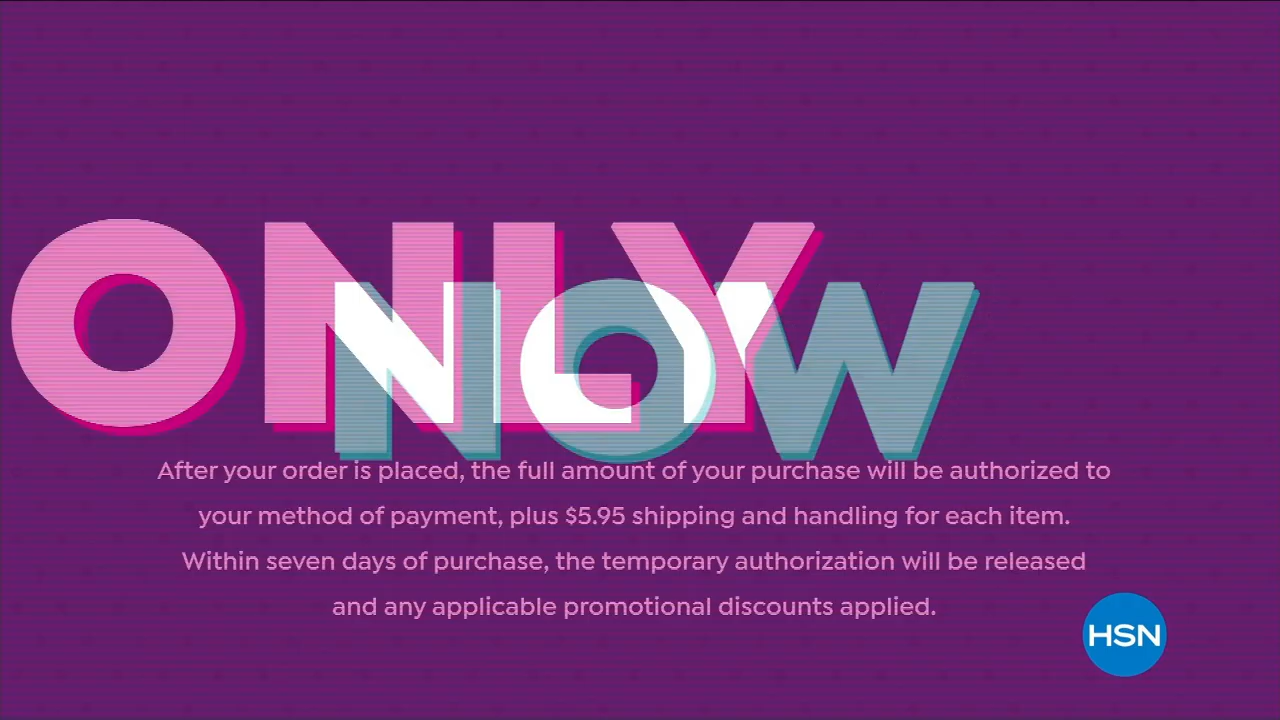 ONLY
NOW
After your order is placed, the full amount of your purchase will be authorized to
your method of payment, plus $5.95 shipping and handling for each item.
Within seven days of purchase, the temporary authorization will be released
and any applicable promotional discounts applied.
HSN